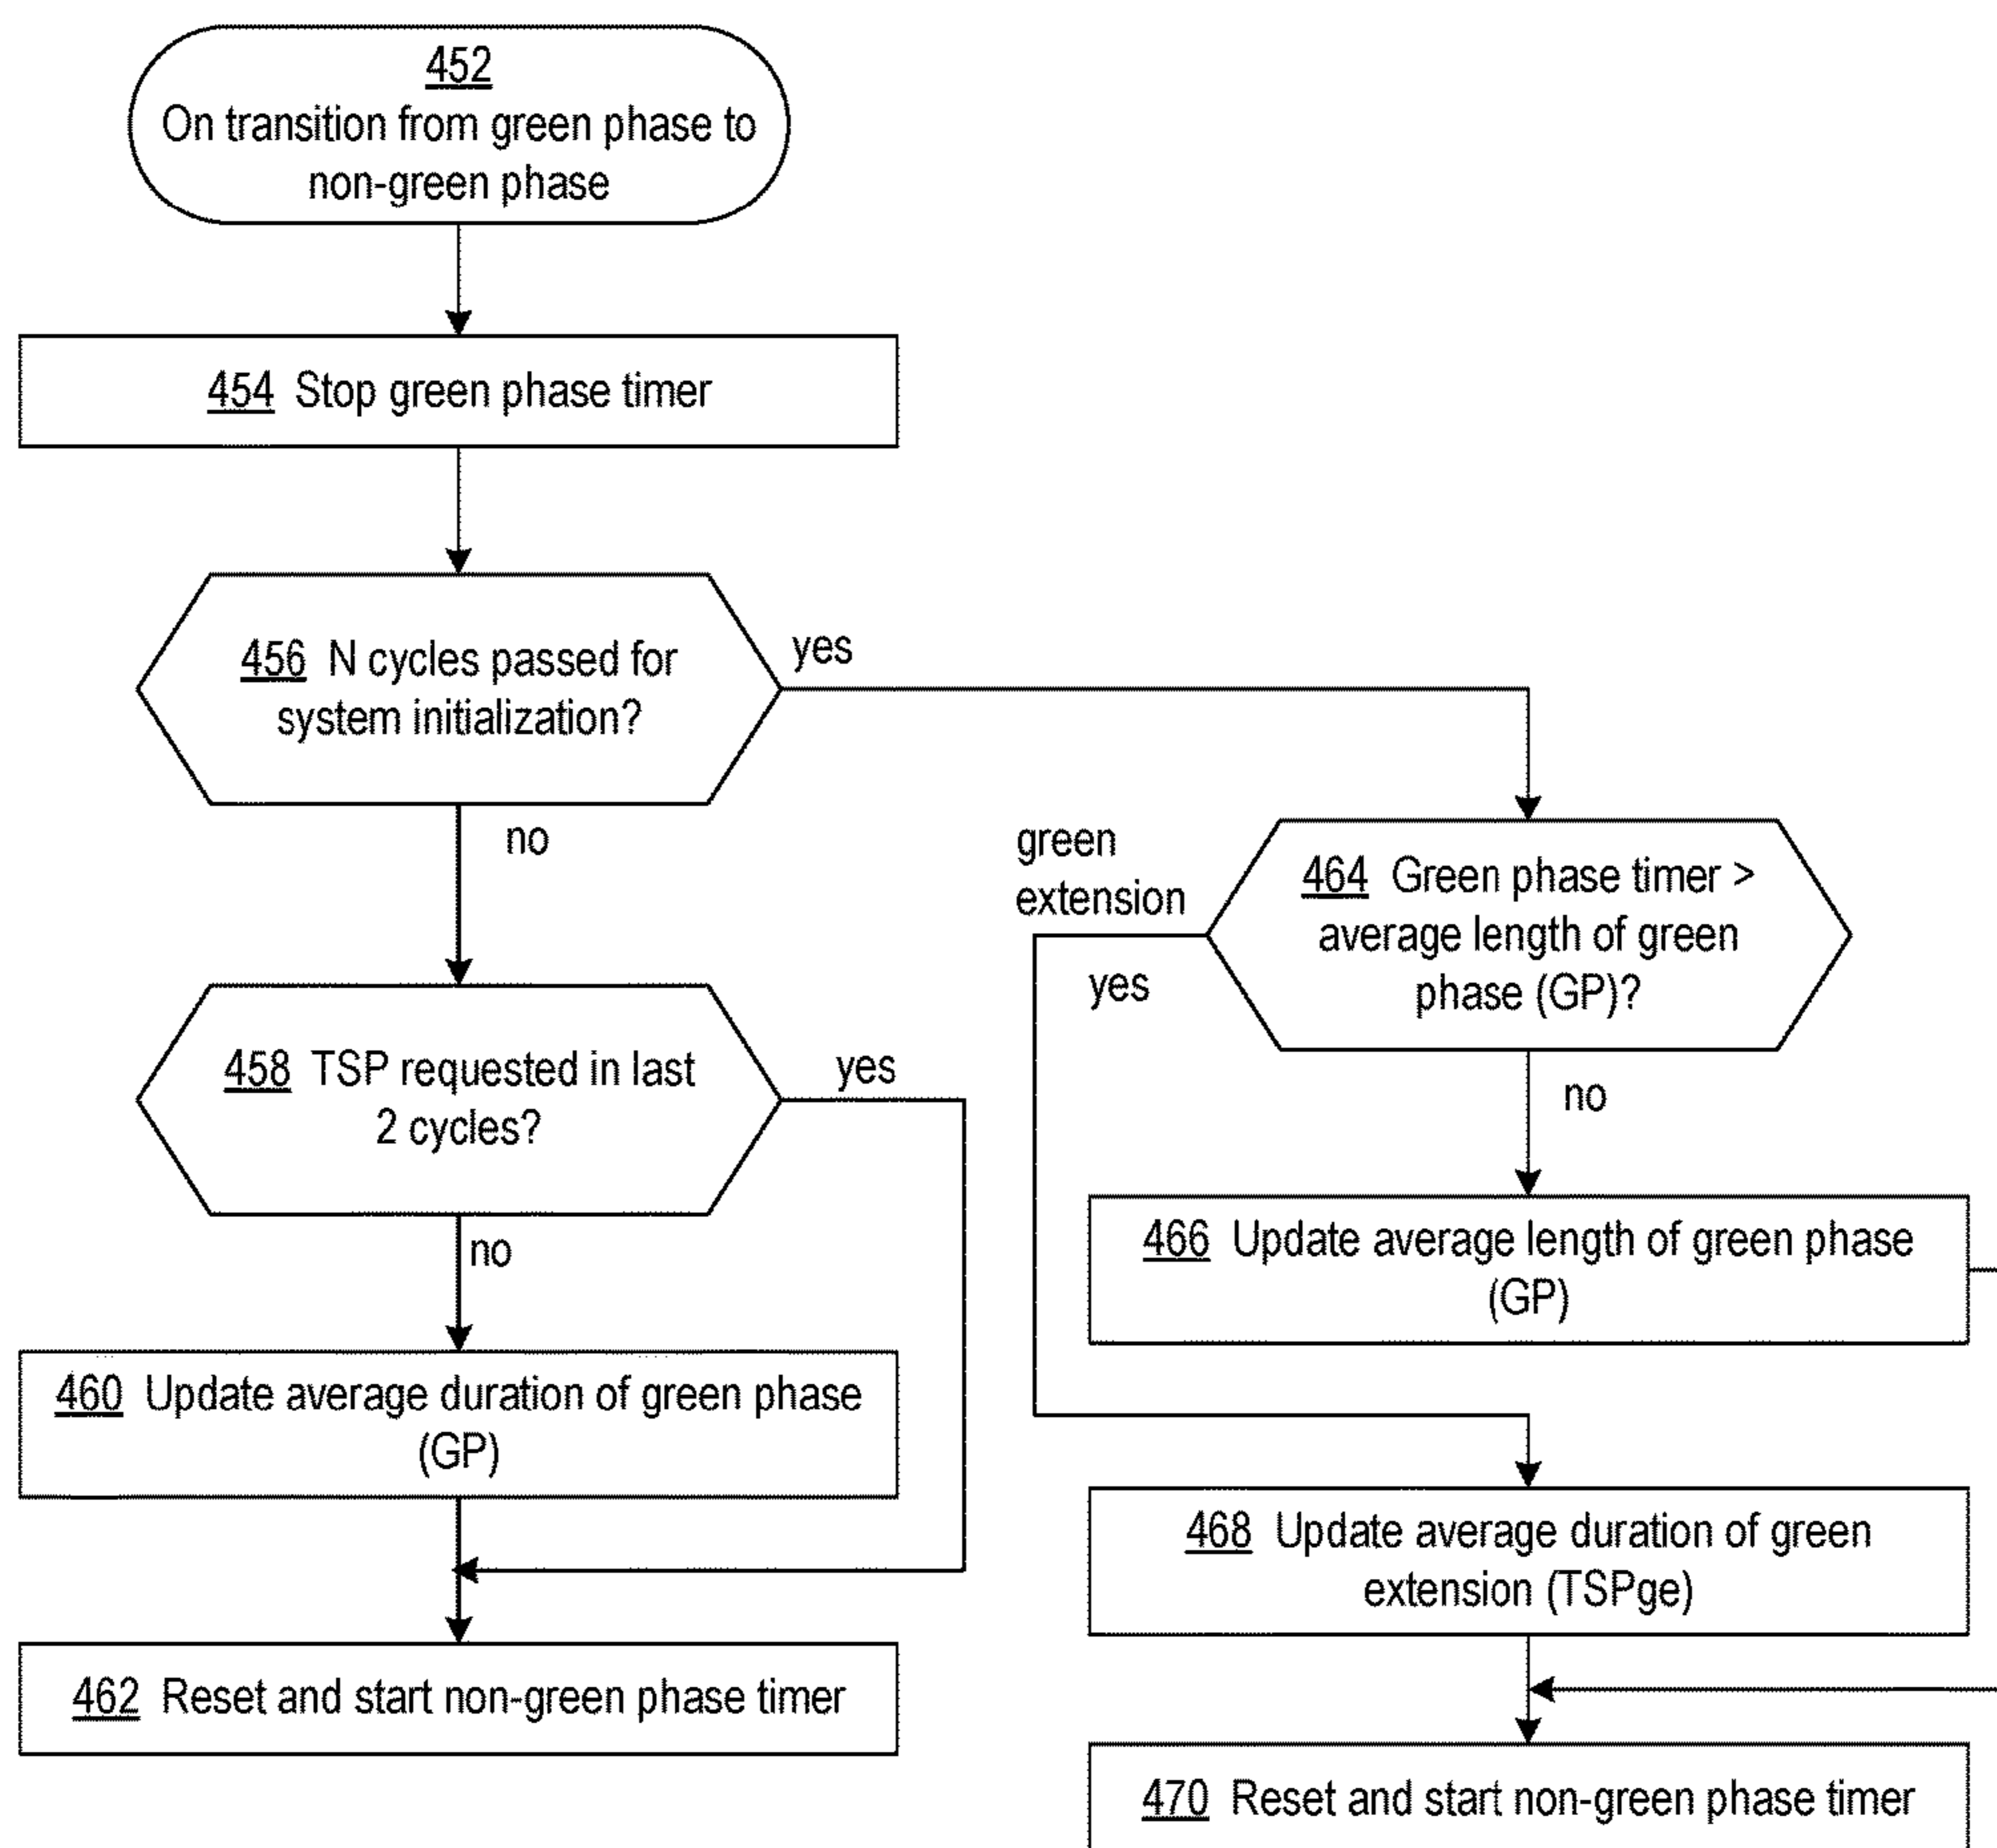 452
On transition from green phase to
non-green phase
454 Stop green phase timer
456 N cycles passed for
system initialization?
yes
no
458 TSP requested in last
2 cycles?
yes
no
460 Update average duration of green phase
(GP)
462 Reset and start non-green phase timer
464 Green phase timer >
average length of green
phase (GP)?
green
extension
yes
no
466 Update average length of green phase
(GP)
468 Update average duration of green
extension (TSPge)
470 Reset and start non-green phase timer